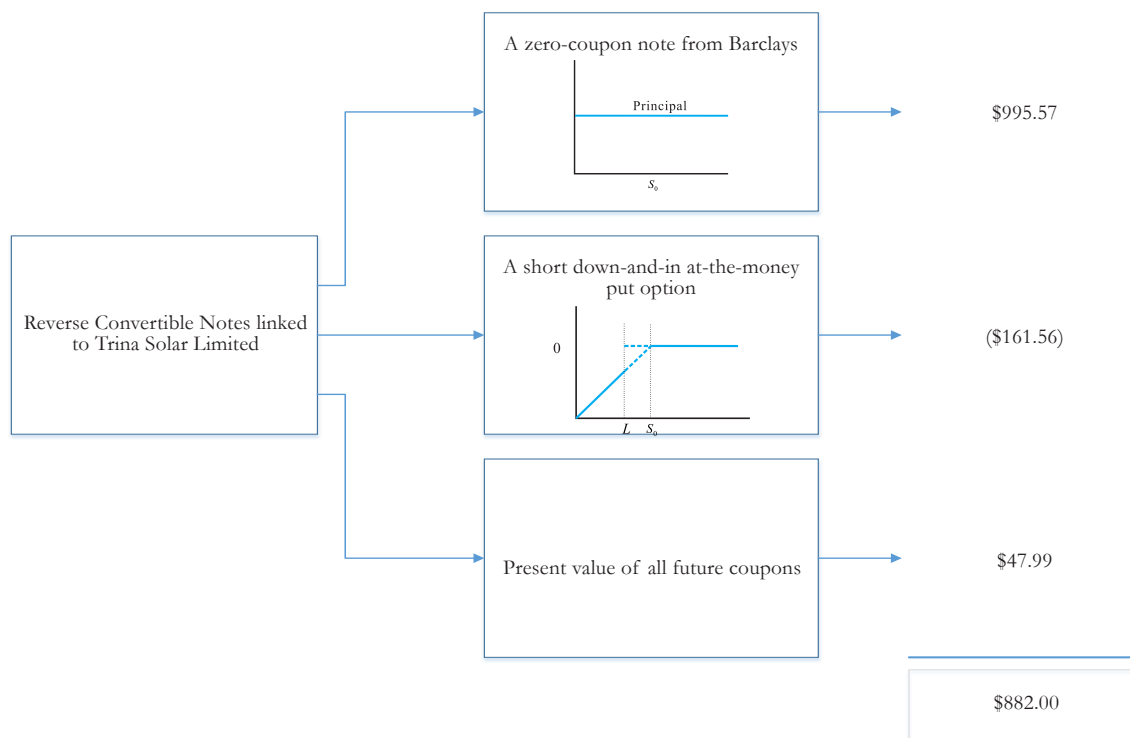 A zero-coupon note from Barclays
Principal
S₀
$995.57
Reverse Convertible Notes linked
to Trina Solar Limited
A short down-and-in at-the-money
put option
0
L S₀
($161.56)
Present value of all future coupons
$47.99
$882.00